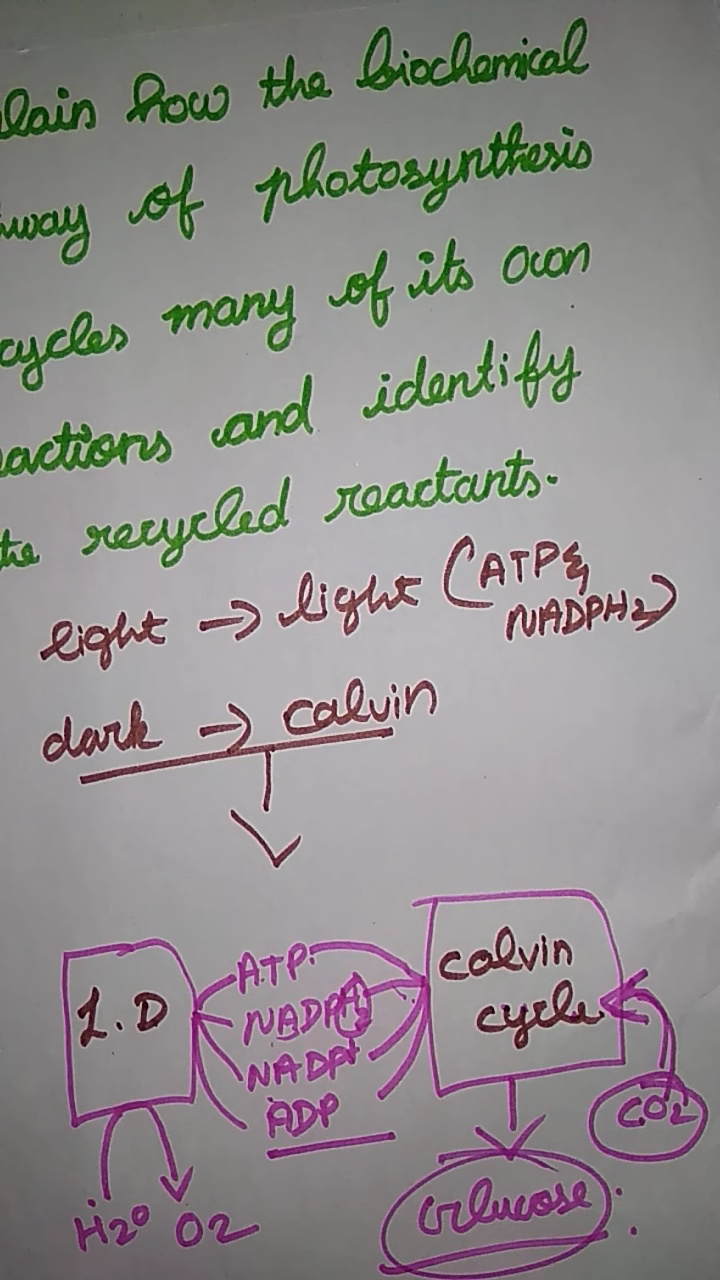 lain how the biochemical
way of photosynthesis
cycles many of its own
actions and identify
the recycled reactants.
light → light (ATP &
NADPH2)
dark → calvin
L.D
ATP
NADPH2
NADP+
ADP
calvin
cycle
CO2
H2O O2
Glucose